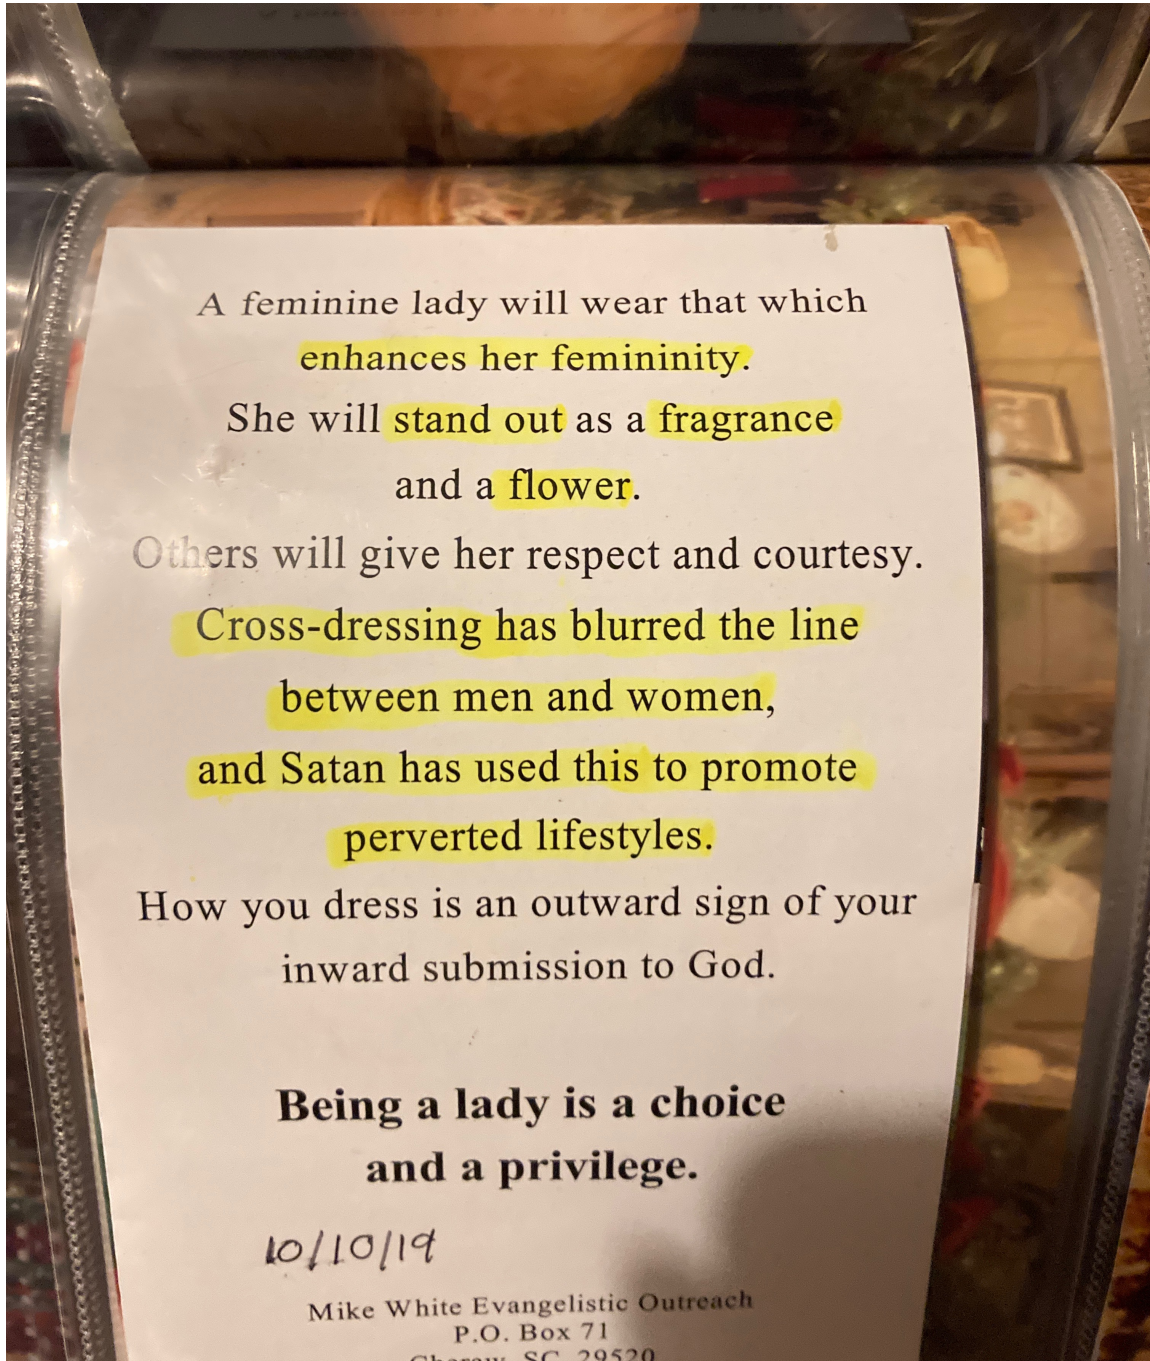 A feminine lady will wear that which
enhances her femininity.
She will stand out as a fragrance
and a flower.
Others will give her respect and courtesy.
Cross-dressing has blurred the line
between men and women,
and Satan has used this to promote
perverted lifestyles.
How you dress is an outward sign of your
inward submission to God.
Being a lady is a choice
and a privilege.
10/10/19
Mike White Evangelistic Outreach
P.O. Box 71
SC 29520